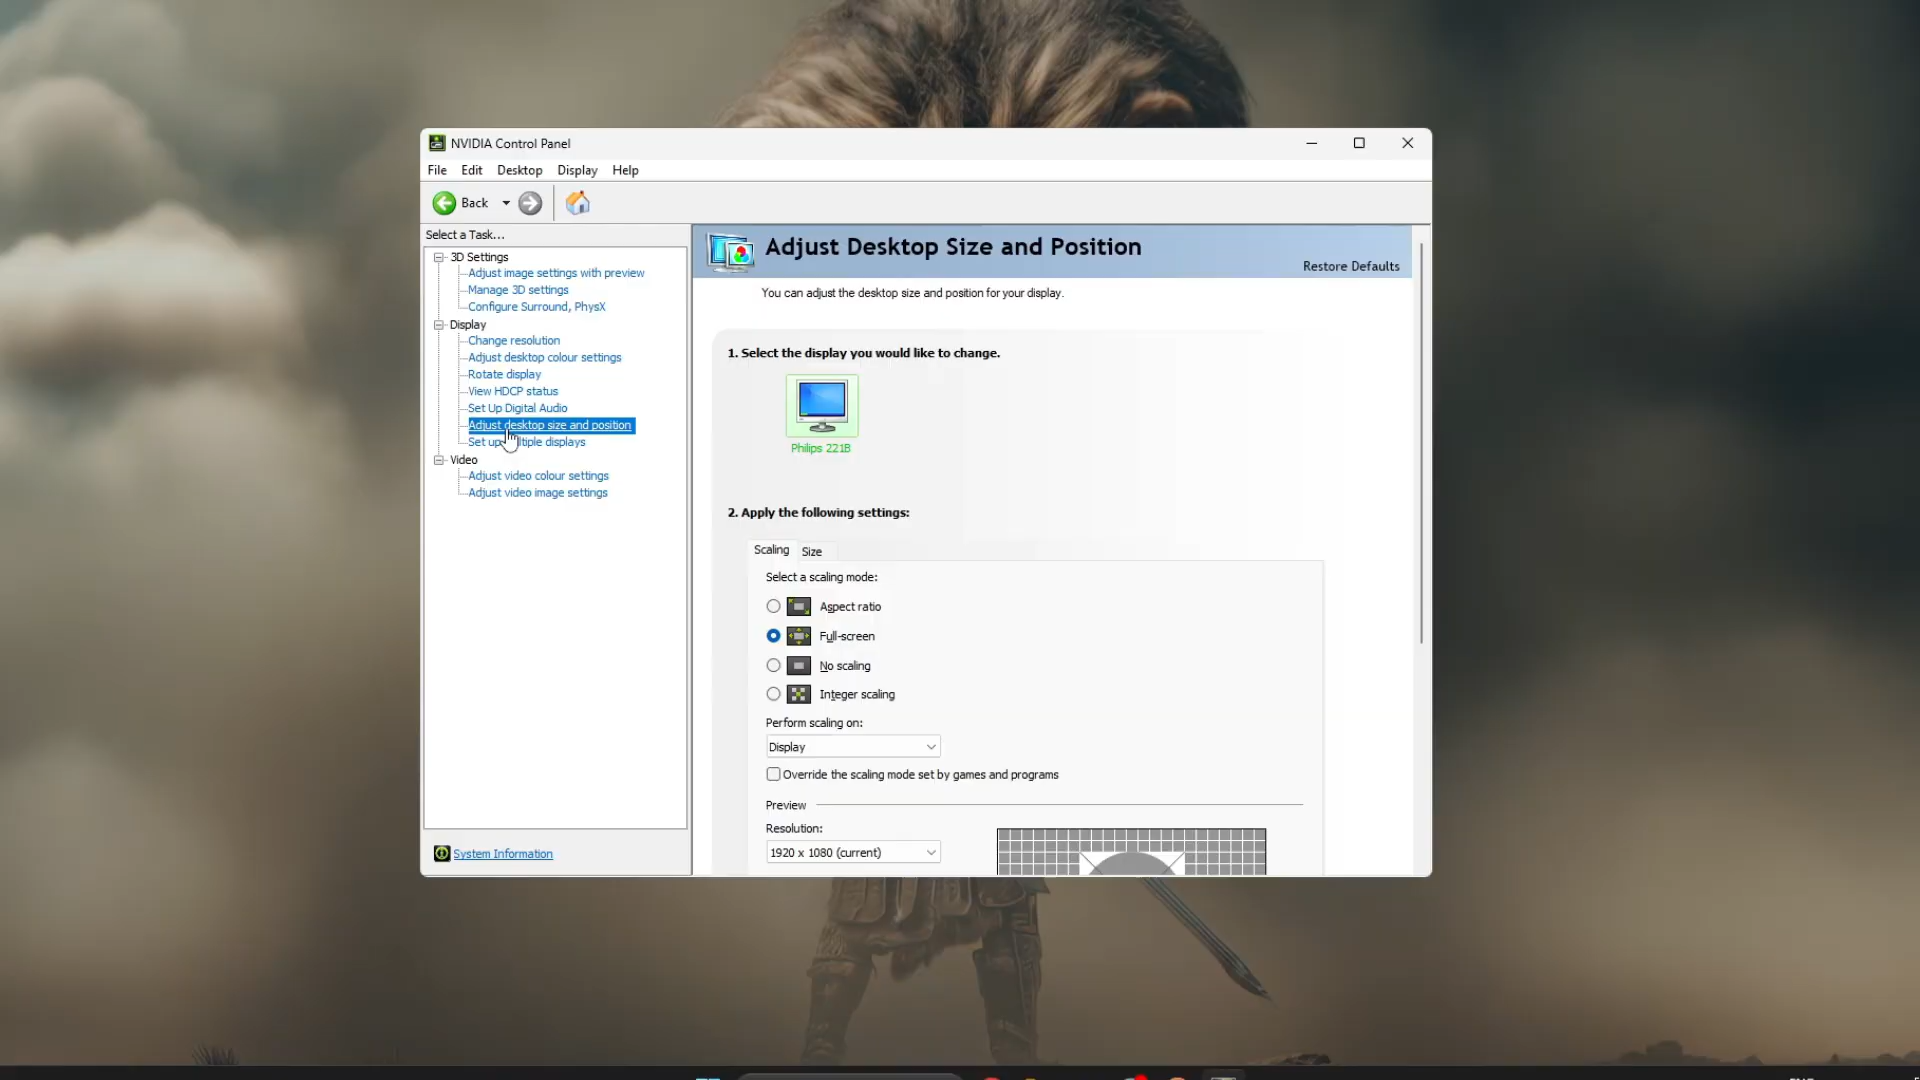 NVIDIA Control Panel
File Edit Desktop Display Help
Back
Select a Task...
3D Settings
Adjust image settings with preview
Manage 3D settings
Configure Surround, PhysX
Display
Change resolution
Adjust desktop colour settings
Rotate display
View HDCP status
Set Up Digital Audio
Adjust desktop size and position
Set up displays
Video
Adjust video colour settings
Adjust video image settings
System Information
Adjust Desktop Size and Position
Restore Defaults
You can adjust the desktop size and position for your display.
1. Select the display you would like to change.
Philips 221B
2. Apply the following settings:
Scaling Size
Select a scaling mode:
Aspect ratio
Full-screen
No scaling
Integer scaling
Perform scaling on:
Display
Override the scaling mode set by games and programs
Preview
Resolution:
1920 x 1080 (current)